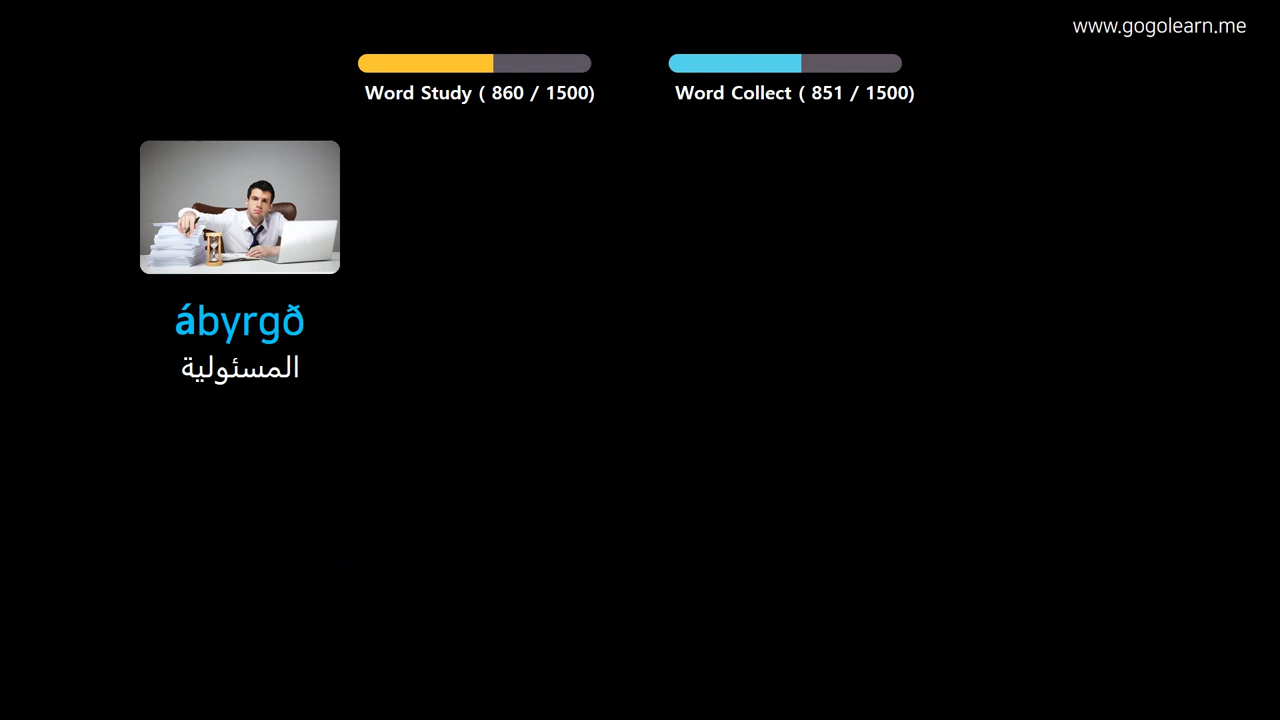 www.gogolearn.me
Word Study ( 860 / 1500)
Word Collect ( 851 / 1500)
ábyrgð
المسئولية